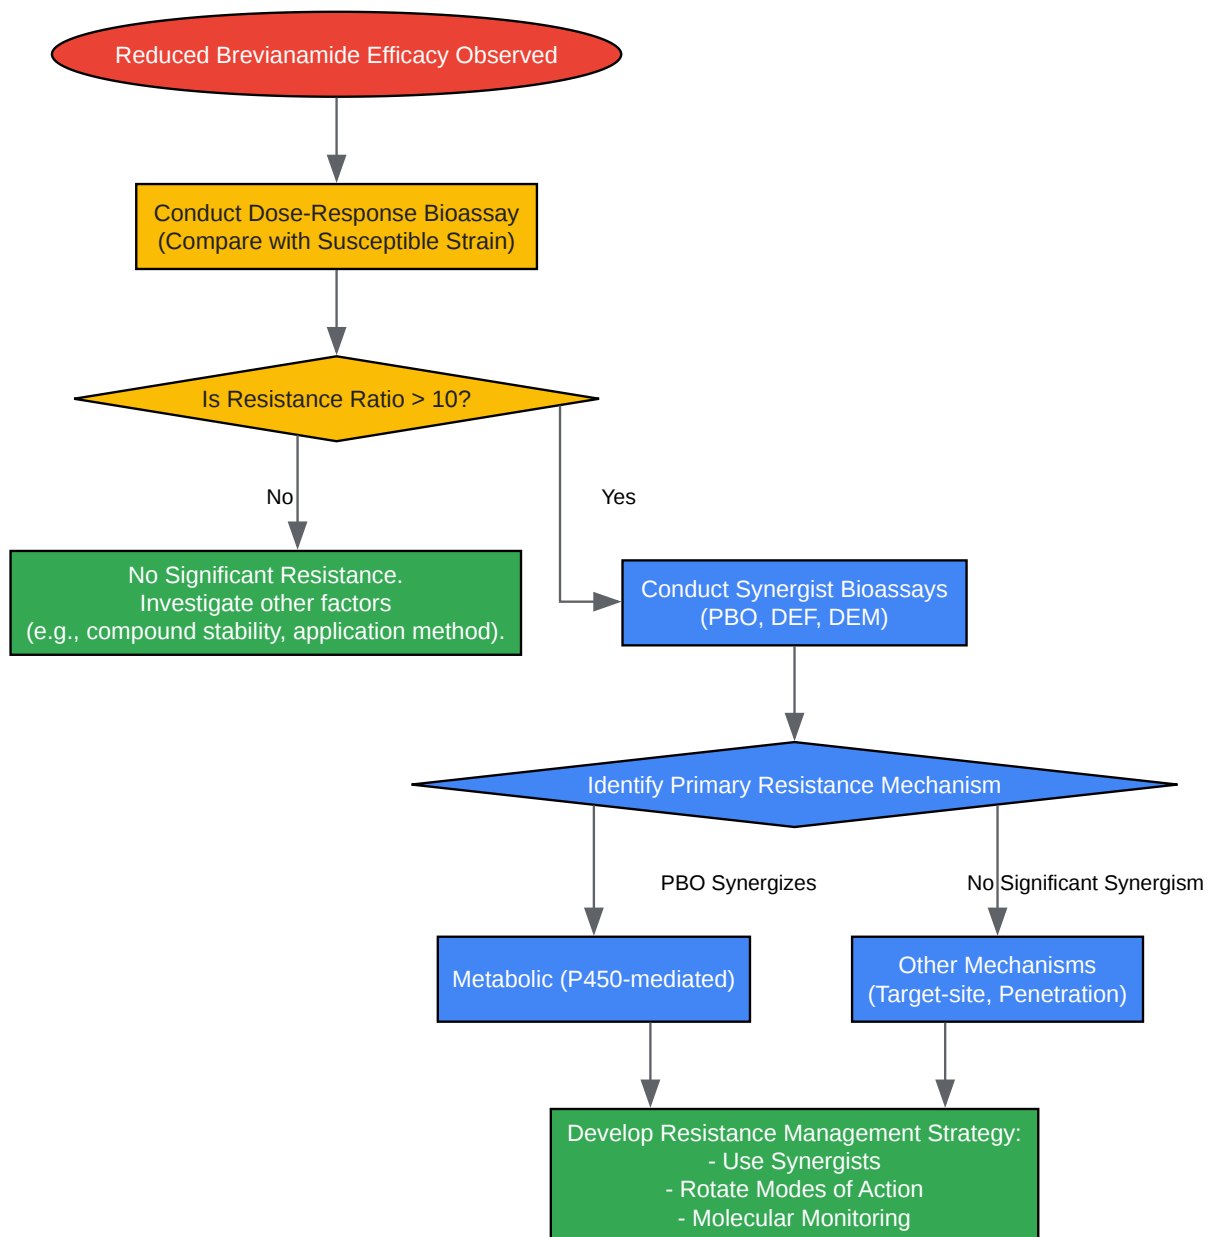 Reduced Brevianamide Efficacy Observed
Conduct Dose-Response Bioassay
(Compare with Susceptible Strain)
Is Resistance Ratio > 10?
No
Yes
No Significant Resistance.
Investigate other factors
(e.g., compound stability, application method).
Conduct Synergist Bioassays
(PBO, DEF, DEM)
Identify Primary Resistance Mechanism
PBO Synergizes
No Significant Synergism
Metabolic (P450-mediated)
Other Mechanisms
(Target-site, Penetration)
Develop Resistance Management Strategy:
- Use Synergists
- Rotate Modes of Action
- Molecular Monitoring